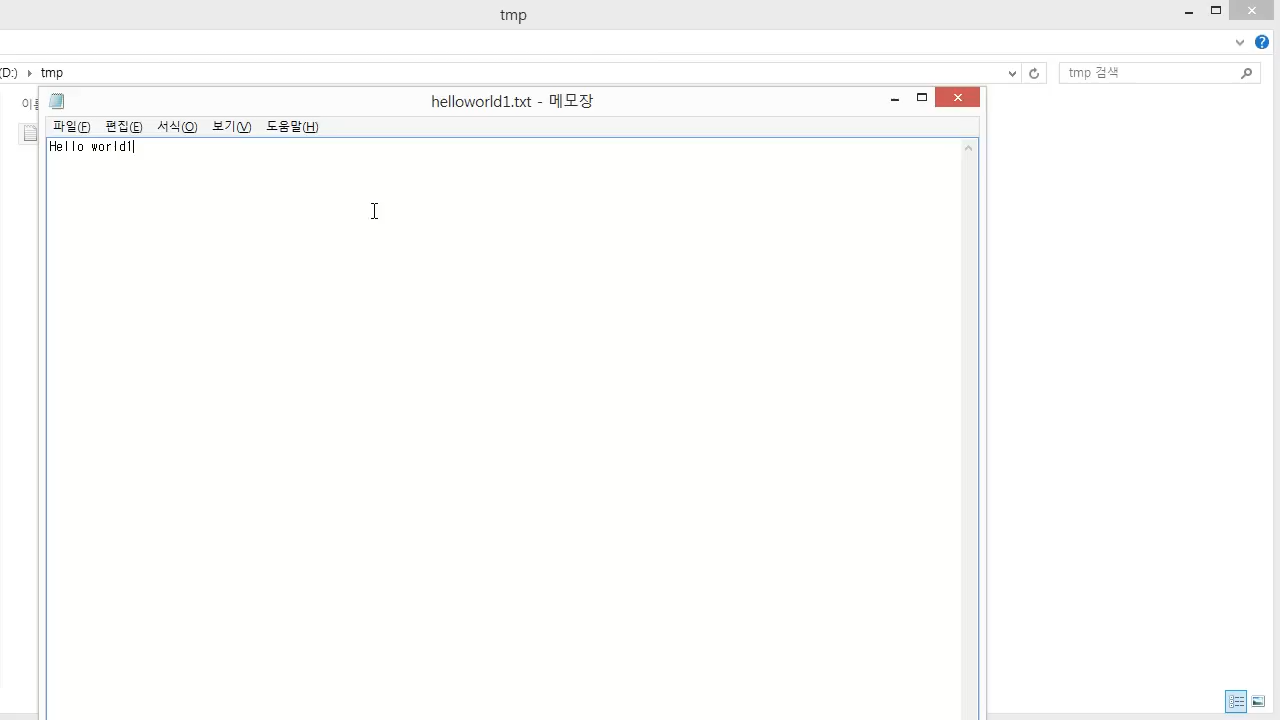 tmp
(D:) tmp
tmp 검색
helloworld1.txt - 메모장
파일(F) 편집(E) 서식(O) 보기(V) 도움말(H)
Hello world1